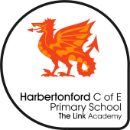 Harbertonford C of E
Primary School
The Link Academy